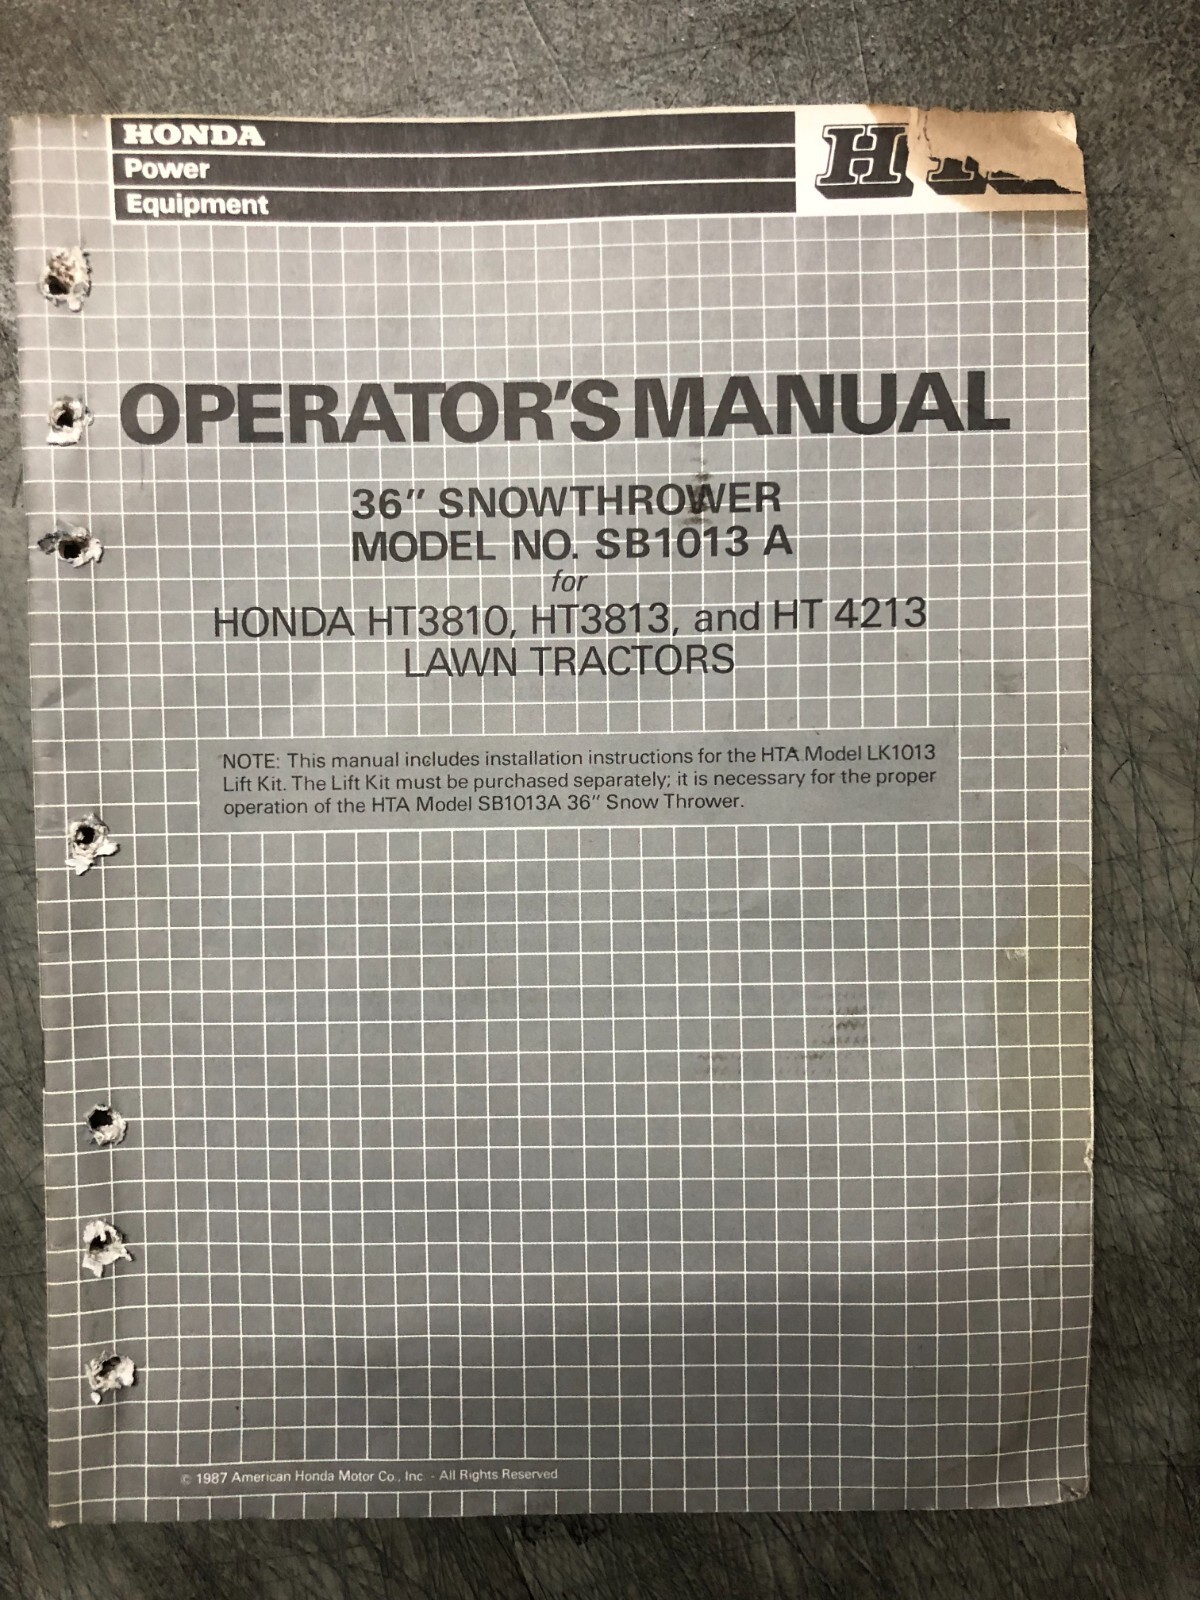 HONDA
Power
Equipment
H
OPERATOR'S MANUAL
36" SNOWTHROWER
MODEL NO. SB1013 A
for
HONDA HT3810, HT3813, and HT 4213
LAWN TRACTORS
NOTE: This manual includes installation instructions for the HTA Model LK1013
Lift Kit. The Lift Kit must be purchased separately; it is necessary for the proper
operation of the HTA Model SB1013A 36" Snow Thrower.
© 1987 American Honda Motor Co., Inc. - All Rights Reserved